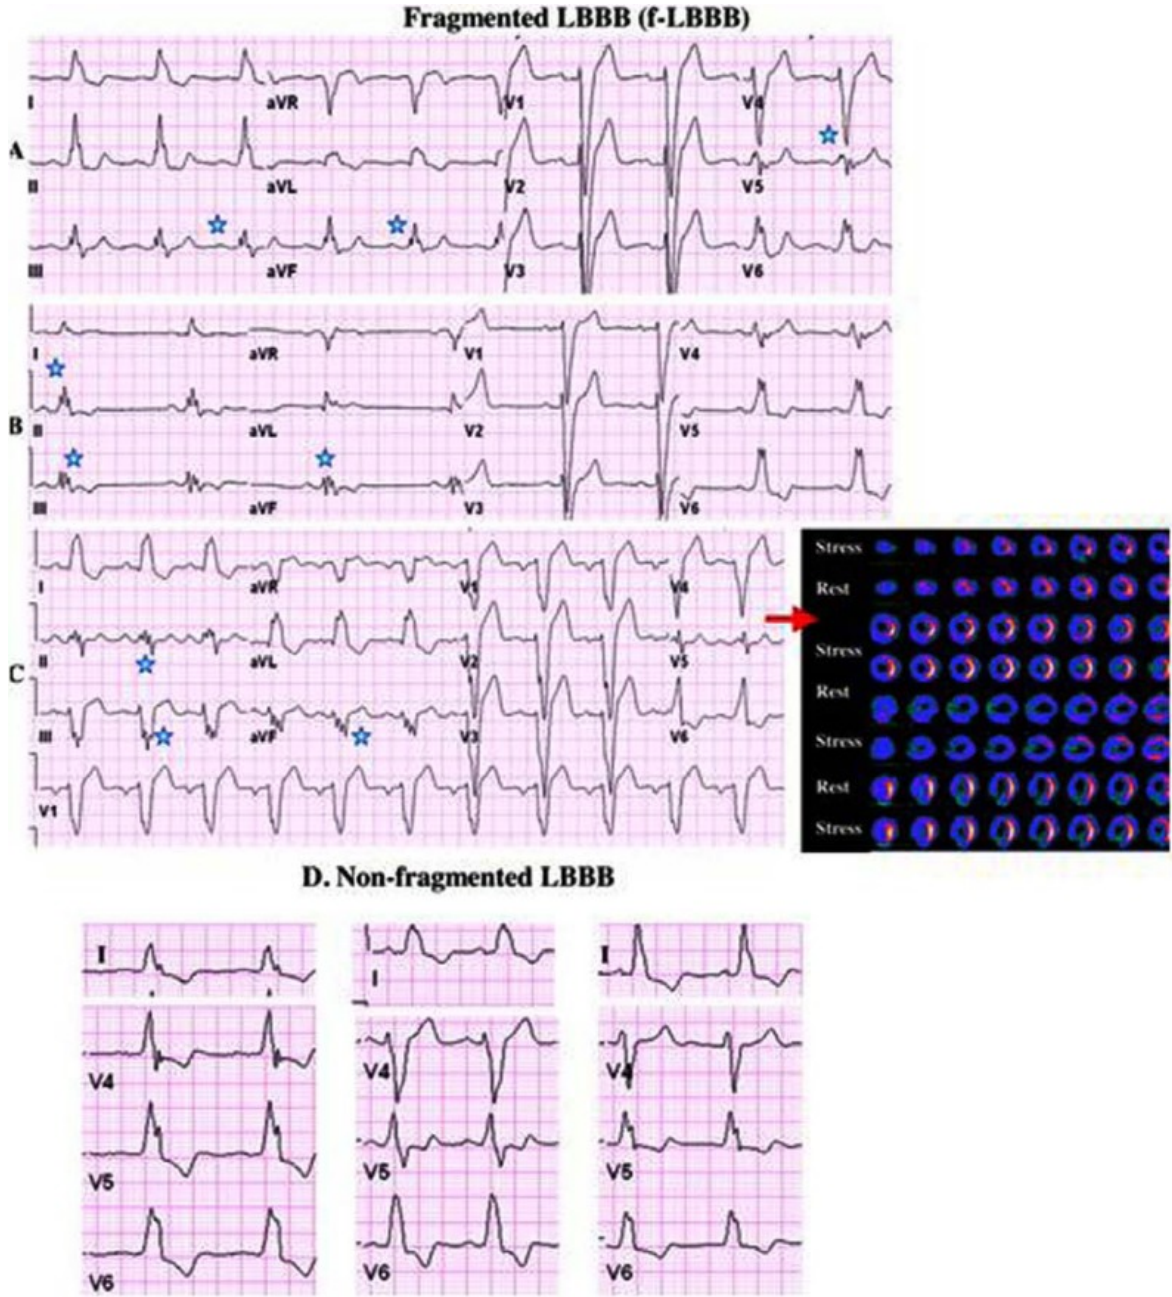 Fragmented LBBB (f-LBBB)
A
I aVR V1 V4
II aVL V2 V5
III aVF V3 V6
B
I aVR V1 V4
II aVL V2 V5
III aVF V3 V6
C
I aVR V1 V4
II aVL V2 V5
III aVF V3 V6
V1
Stress
Rest
Stress
Rest
Stress
Rest
Stress
D. Non-fragmented LBBB
I I I
V4 V4 V4
V5 V5 V5
V6 V6 V6